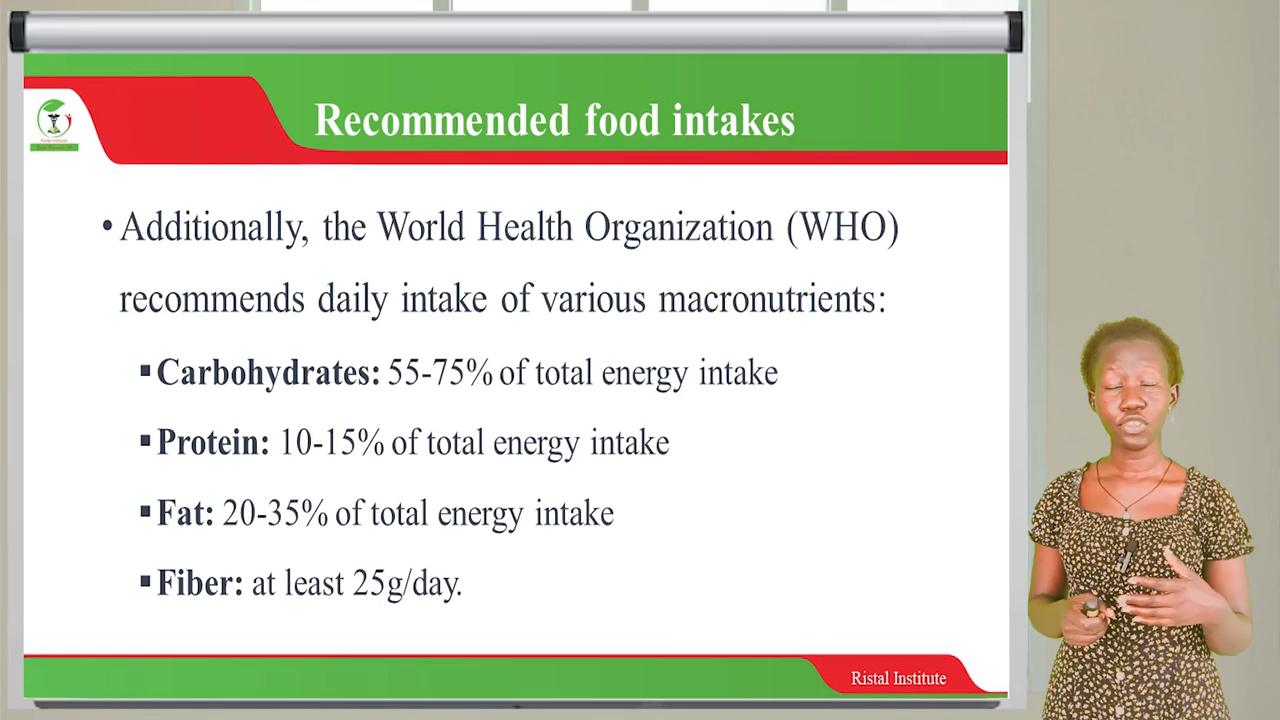 Recommended food intakes
• Additionally, the World Health Organization (WHO)
recommends daily intake of various macronutrients:
▪ Carbohydrates: 55-75% of total energy intake
▪ Protein: 10-15% of total energy intake
▪ Fat: 20-35% of total energy intake
▪ Fiber: at least 25g/day.
Ristal Institute